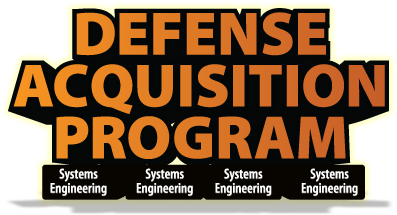 DEFENSE
ACQUISITION
PROGRAM
Systems Engineering
Systems Engineering
Systems Engineering
Systems Engineering